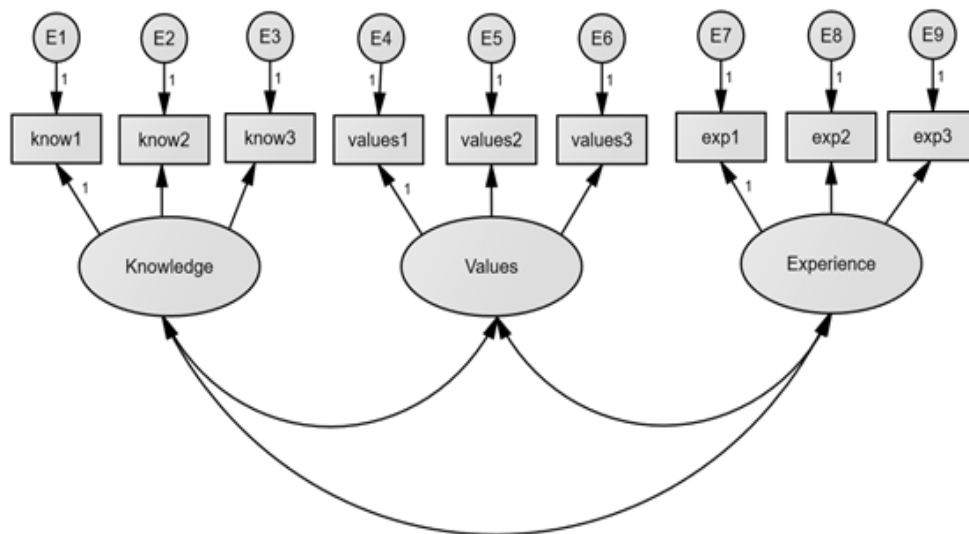 E1 E2 E3 E4 E5 E6 E7 E8 E9
1 1 1 1 1 1 1 1 1
know1 know2 know3 values1 values2 values3 exp1 exp2 exp3
1 1 1
Knowledge Values Experience